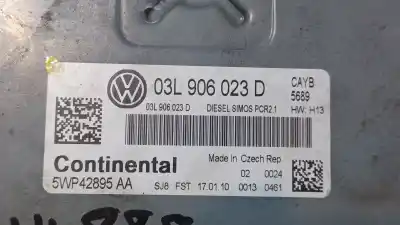 03L 906 023 D
CAYB
5689
03L 906 023 D DIESEL SIMOS PCR2.1 HW: H13
Made in Czech Rep
Continental
02 0024
5WP42895 AA SJ8 FST 17.01.10 0013 0461